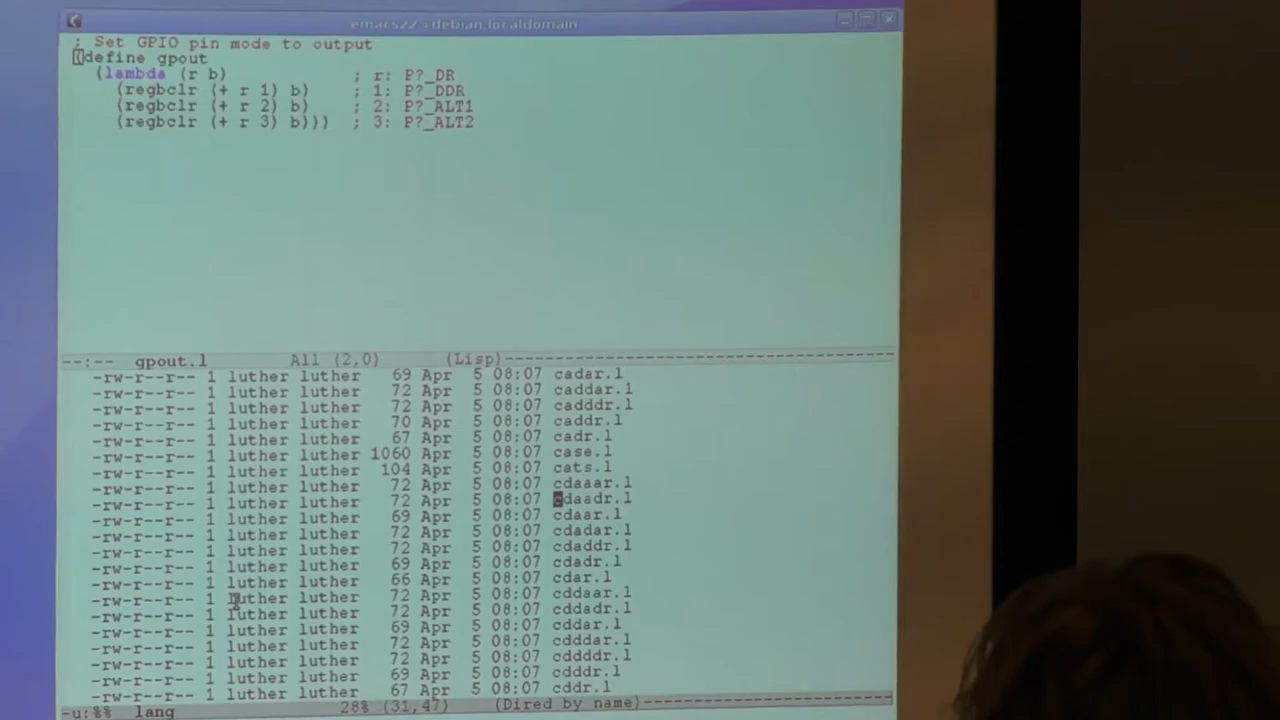 emacs22@debian.localdomain
; Set GPIO pin mode to output
(define gpout
(lambda (r b) ; r: P?_DR
(regbclr (+ r 1) b) ; 1: P?_DDR
(regbclr (+ r 2) b) ; 2: P?_ALT1
(regbclr (+ r 3) b))) ; 3: P?_ALT2
--:-- gpout.l All (2,0) (Lisp)
-rw-r--r-- 1 luther luther 69 Apr 5 08:07 cadar.l
-rw-r--r-- 1 luther luther 72 Apr 5 08:07 caddar.l
-rw-r--r-- 1 luther luther 72 Apr 5 08:07 cadddr.l
-rw-r--r-- 1 luther luther 70 Apr 5 08:07 caddr.l
-rw-r--r-- 1 luther luther 67 Apr 5 08:07 cadr.l
-rw-r--r-- 1 luther luther 1060 Apr 5 08:07 case.l
-rw-r--r-- 1 luther luther 104 Apr 5 08:07 cats.l
-rw-r--r-- 1 luther luther 72 Apr 5 08:07 cdaaar.l
-rw-r--r-- 1 luther luther 72 Apr 5 08:07 cdaadr.l
-rw-r--r-- 1 luther luther 69 Apr 5 08:07 cdaar.l
-rw-r--r-- 1 luther luther 72 Apr 5 08:07 cdadar.l
-rw-r--r-- 1 luther luther 72 Apr 5 08:07 cdaddr.l
-rw-r--r-- 1 luther luther 69 Apr 5 08:07 cdadr.l
-rw-r--r-- 1 luther luther 66 Apr 5 08:07 cdar.l
-rw-r--r-- 1 luther luther 72 Apr 5 08:07 cddaar.l
-rw-r--r-- 1 luther luther 72 Apr 5 08:07 cddadr.l
-rw-r--r-- 1 luther luther 69 Apr 5 08:07 cddar.l
-rw-r--r-- 1 luther luther 72 Apr 5 08:07 cdddar.l
-rw-r--r-- 1 luther luther 72 Apr 5 08:07 cddddr.l
-rw-r--r-- 1 luther luther 69 Apr 5 08:07 cdddr.l
-rw-r--r-- 1 luther luther 67 Apr 5 08:07 cddr.l
-u:%% lang 28% (31,47) (Dired by name)